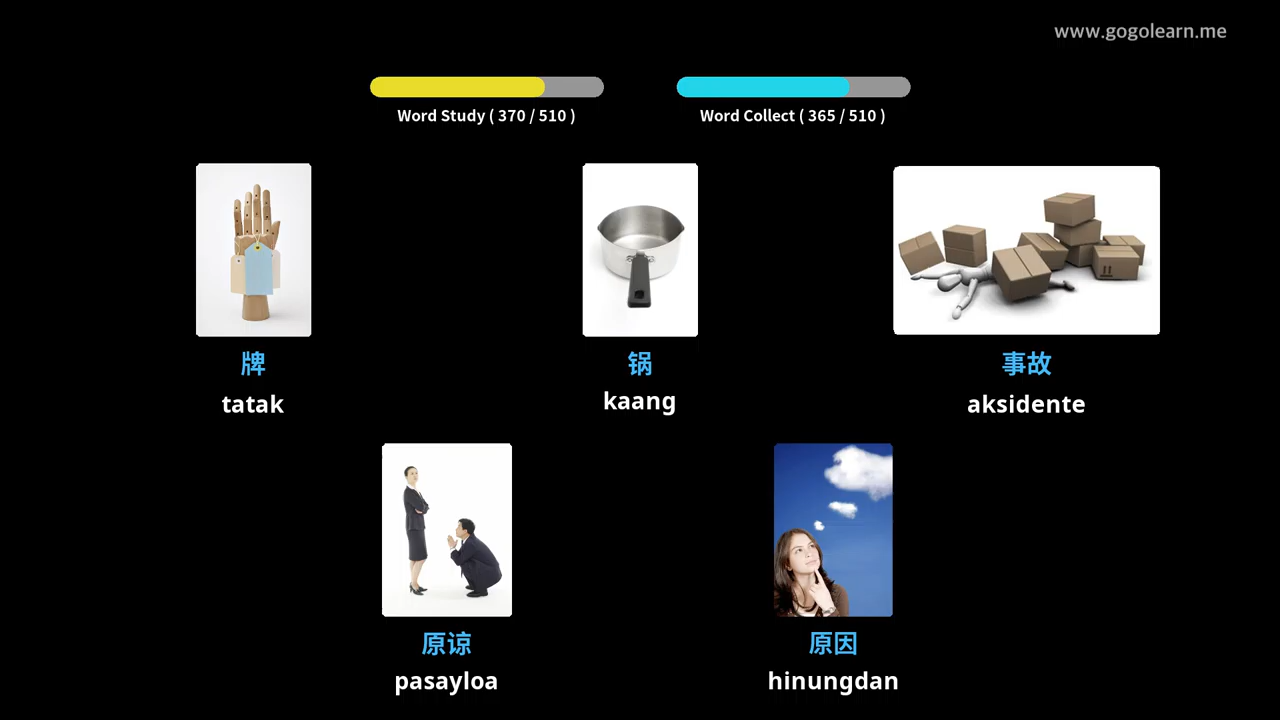 www.gogolearn.me
Word Study ( 370 / 510 )
Word Collect ( 365 / 510 )
牌
tatak
锅
kaang
事故
aksidente
原谅
pasayloa
原因
hinungdan